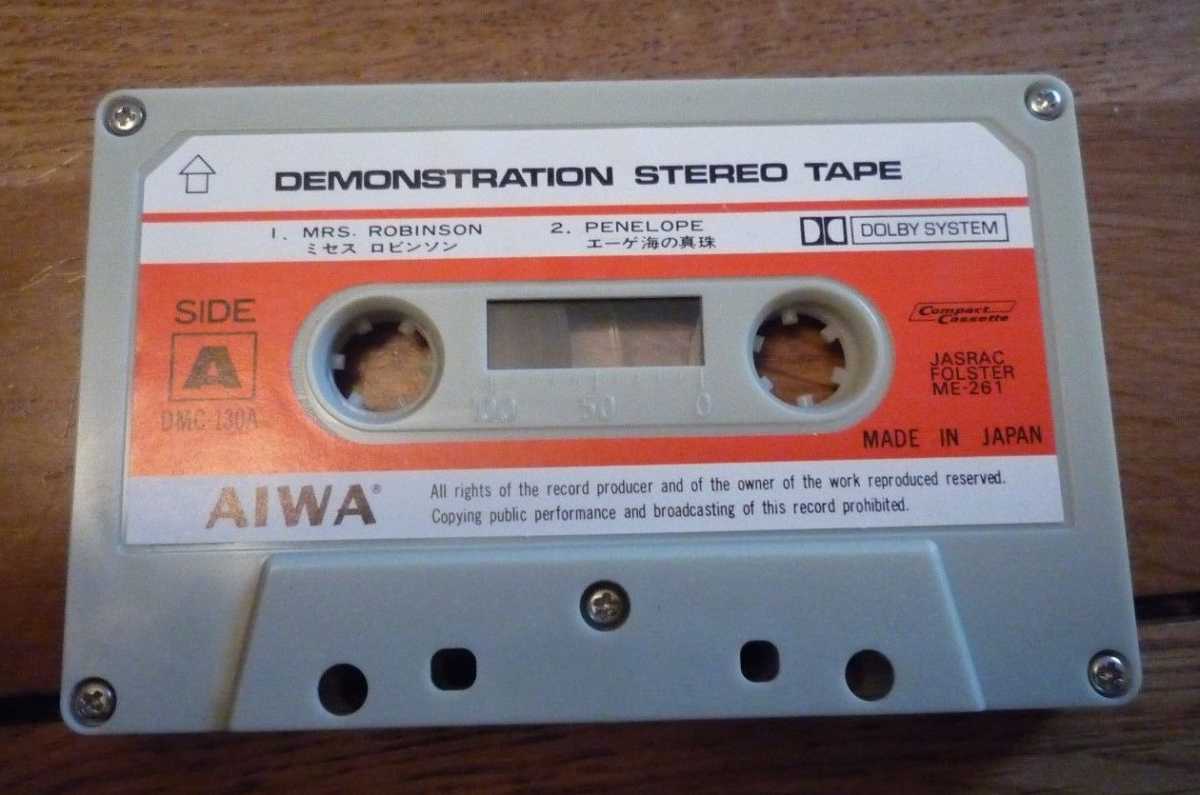 DEMONSTRATION STEREO TAPE
1. MRS. ROBINSON
ミセス ロビンソン
2. PENELOPE
エーゲ海の真珠
DOLBY SYSTEM
SIDE
A
DMC-130A
100 50 0
Compact
Cassette
JASRAC
FOLSTER
ME-261
MADE IN JAPAN
AIWA®
All rights of the record producer and of the owner of the work reproduced reserved.
Copying public performance and broadcasting of this record prohibited.